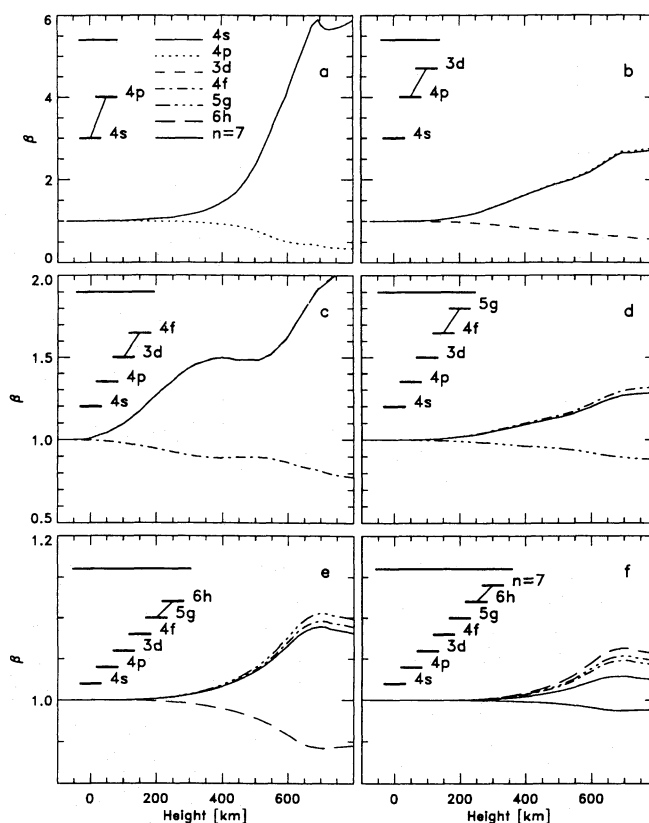 4s
4p
3d
4f
5g
6h
n=7
a
4p
4s
β
6
4
2
0
b
3d
4p
4s
c
4f
3d
4p
4s
β
2.0
1.5
1.0
0.5
d
5g
4f
3d
4p
4s
e
6h
5g
4f
3d
4p
4s
β
1.2
1.0
0 200 400 600
Height [km]
f
n=7
6h
5g
4f
3d
4p
4s
0 200 400 600
Height [km]